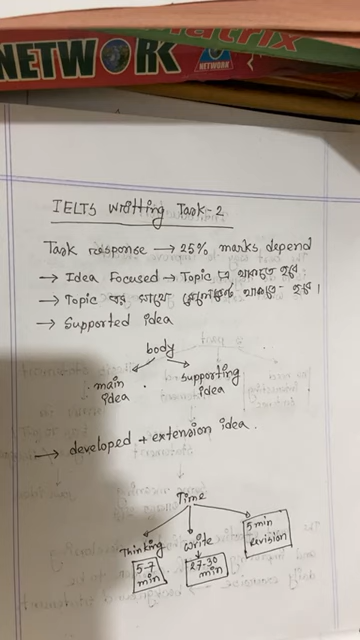 Matrix
NETWORK
NETWORK
IELTS Writting Task-2
Task response → 25% marks depend
→ Idea Focused → Topic এ থাকতে হবে
→ Topic এর সাথে রিলেটেড থাকতে হবে।
→ Supported idea
body
main idea
supporting idea
→ developed + extension idea.
Time
Thinking
5-7 min
write
27-30 min
5 min revision